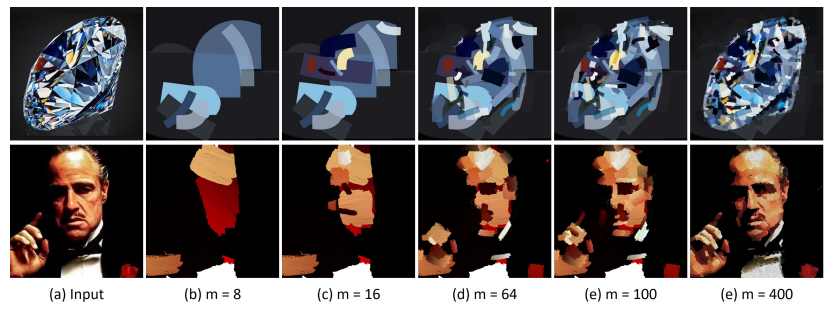 (a) Input
(b) m = 8
(c) m = 16
(d) m = 64
(e) m = 100
(e) m = 400